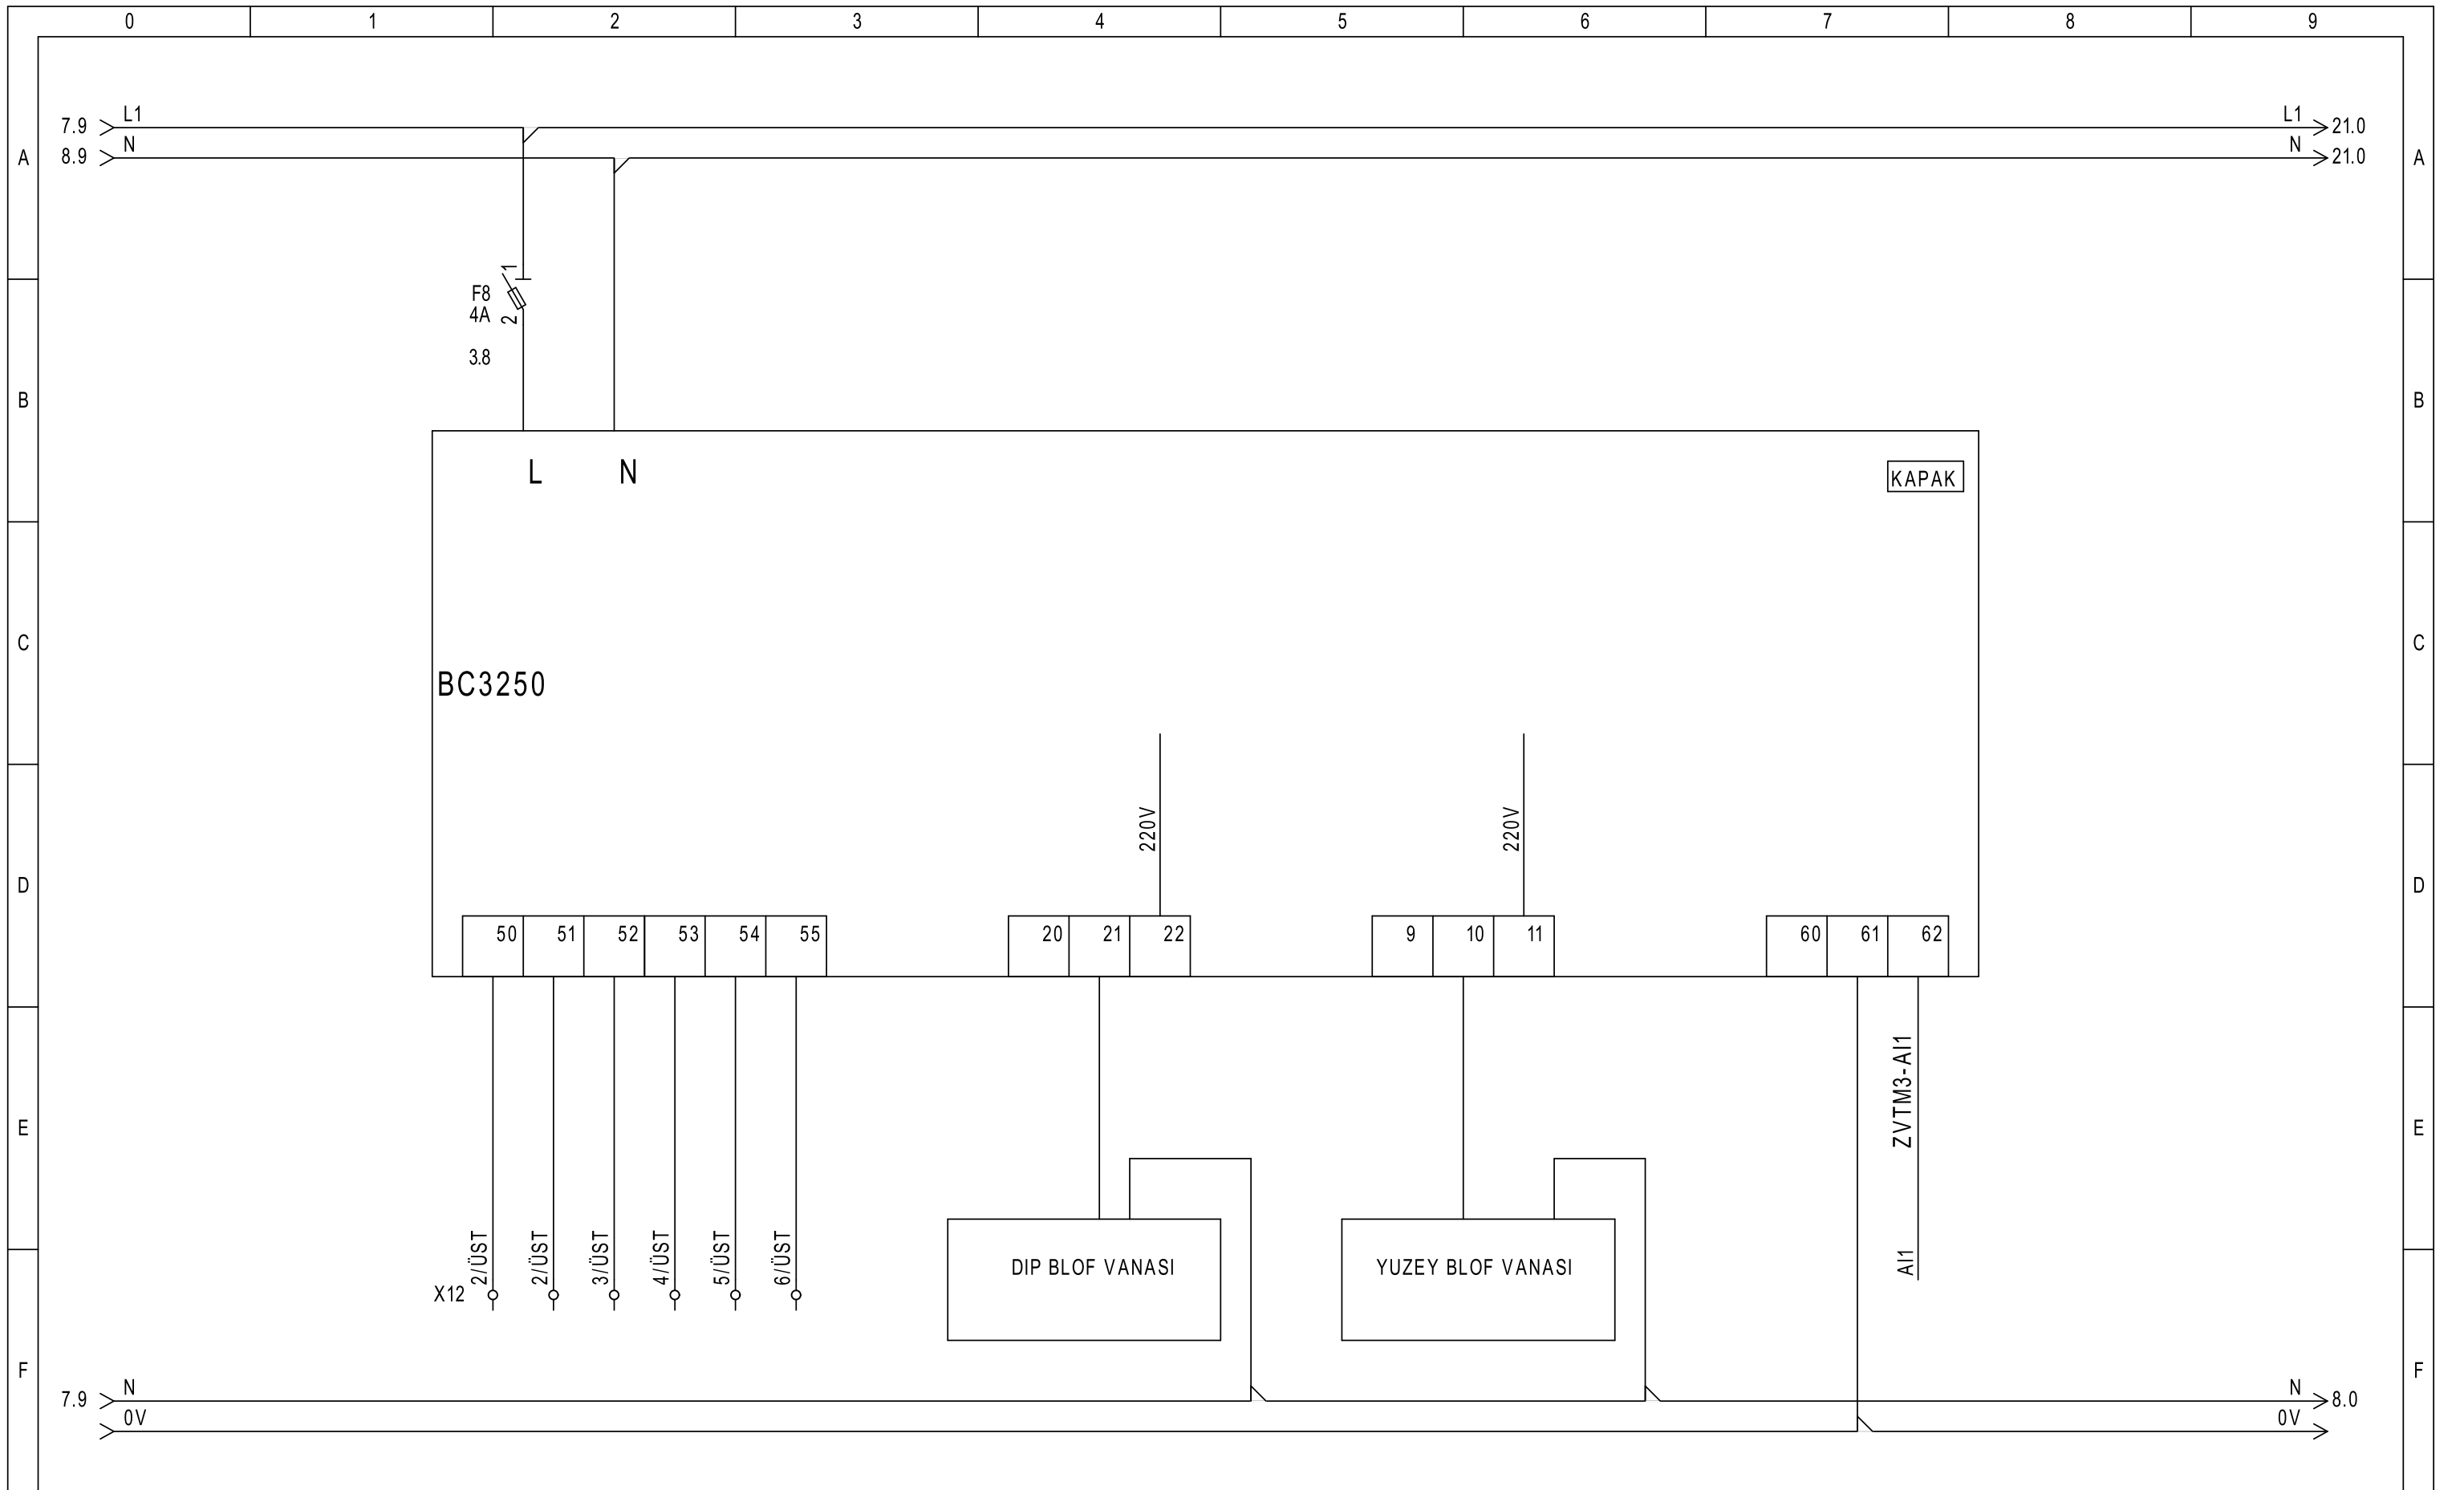 0 1 2 3 4 5 6 7 8 9
L1 L1
7.9 21.0
N N
A 8.9 21.0 A
1
F8
4A 2
3.8
B B
L N KAPAK
C C
BC3250
220V 220V
D D
50 51 52 53 54 55 20 21 22 9 10 11 60 61 62
ZVTM3-AI1
E E
2/ÜST 2/ÜST 3/ÜST 4/ÜST 5/ÜST 6/ÜST AI1
DIP BLOF VANASI YUZEY BLOF VANASI
X12
F F
N N
7.9 8.0
0V 0V